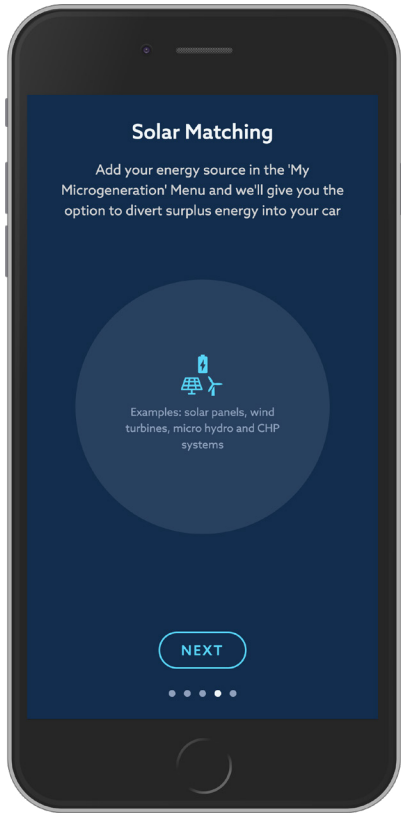 Solar Matching
Add your energy source in the 'My
Microgeneration' Menu and we'll give you the
option to divert surplus energy into your car
Examples: solar panels, wind
turbines, micro hydro and CHP
systems
NEXT